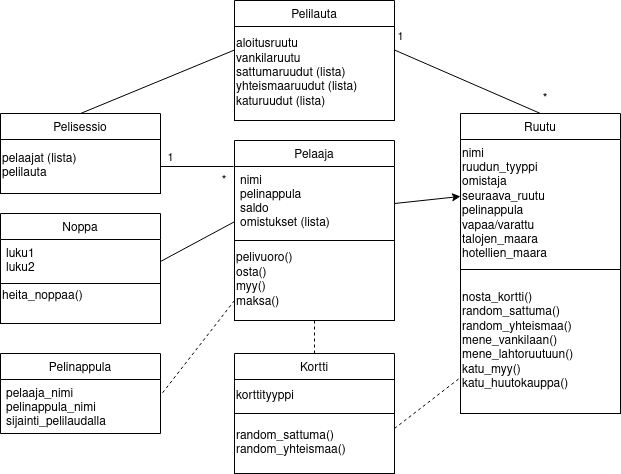 Pelilauta
aloitusruutu
vankilaruutu
sattumaruudut (lista)
yhteismaaruudut (lista)
katuruudut (lista)
1
*
Pelisessio
pelaajat (lista)
pelilauta
1
*
Pelaaja
nimi
pelinappula
saldo
omistukset (lista)
pelivuoro()
osta()
myy()
maksa()
Ruutu
nimi
ruudun_tyyppi
omistaja
seuraava_ruutu
pelinappula
vapaa/varattu
talojen_maara
hotellien_maara
nosta_kortti()
random_sattuma()
random_yhteismaa()
mene_vankilaan()
mene_lahtoruutuun()
katu_myy()
katu_huutokauppa()
Noppa
luku1
luku2
heita_noppaa()
Pelinappula
pelaaja_nimi
pelinappula_nimi
sijainti_pelilaudalla
Kortti
korttityyppi
random_sattuma()
random_yhteismaa()